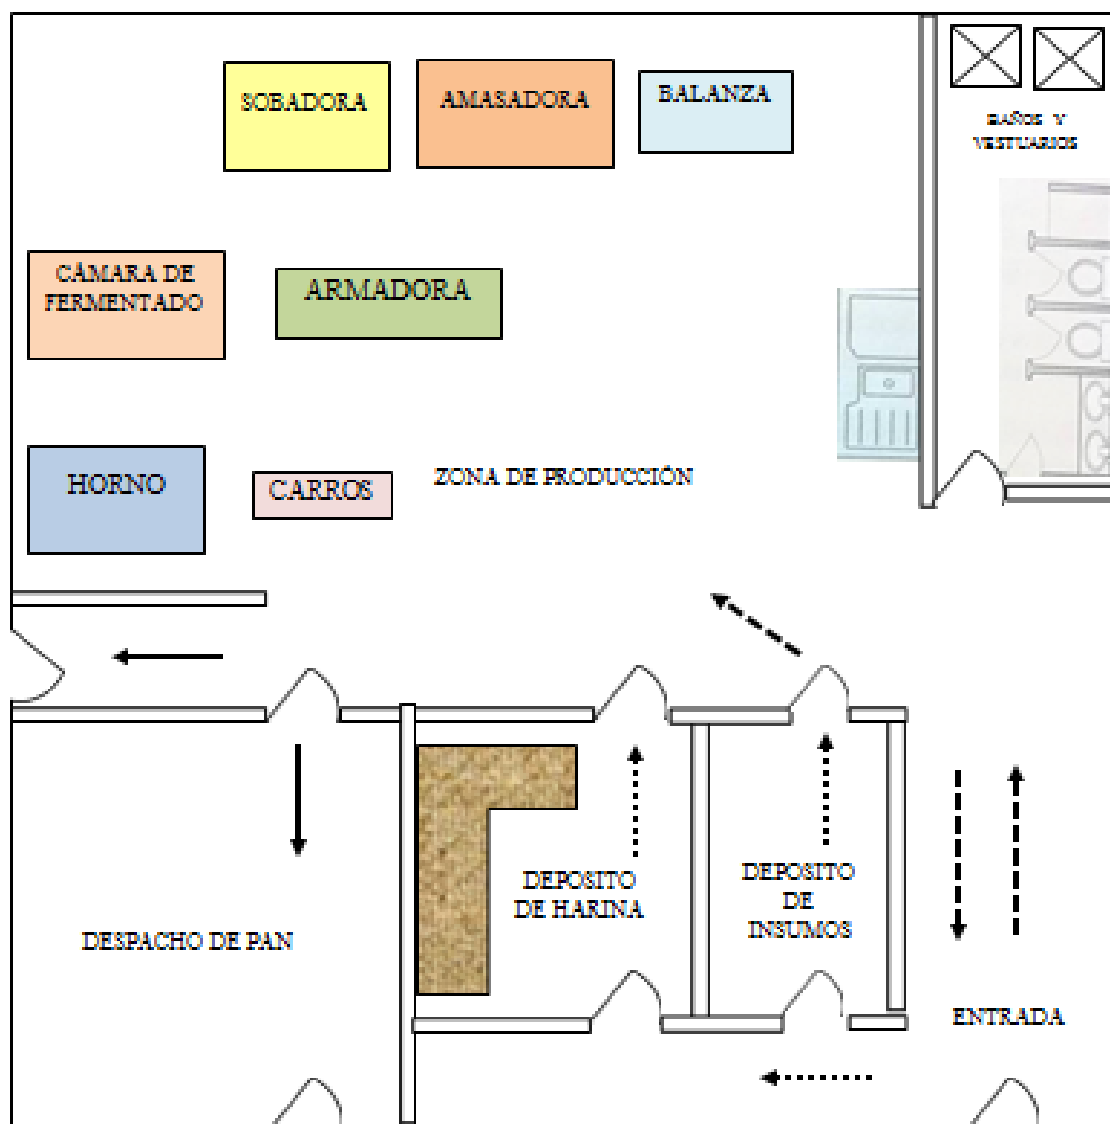 SOBADORA
AMASADORA
BALANZA
BAÑOS Y
VESTUARIOS
CÁMARA DE
FERMENTADO
ARMADORA
HORNO
CARROS
ZONA DE PRODUCCIÓN
DEPOSITO
DE HARINA
DEPOSITO
DE
INSUMOS
DESPACHO DE PAN
ENTRADA